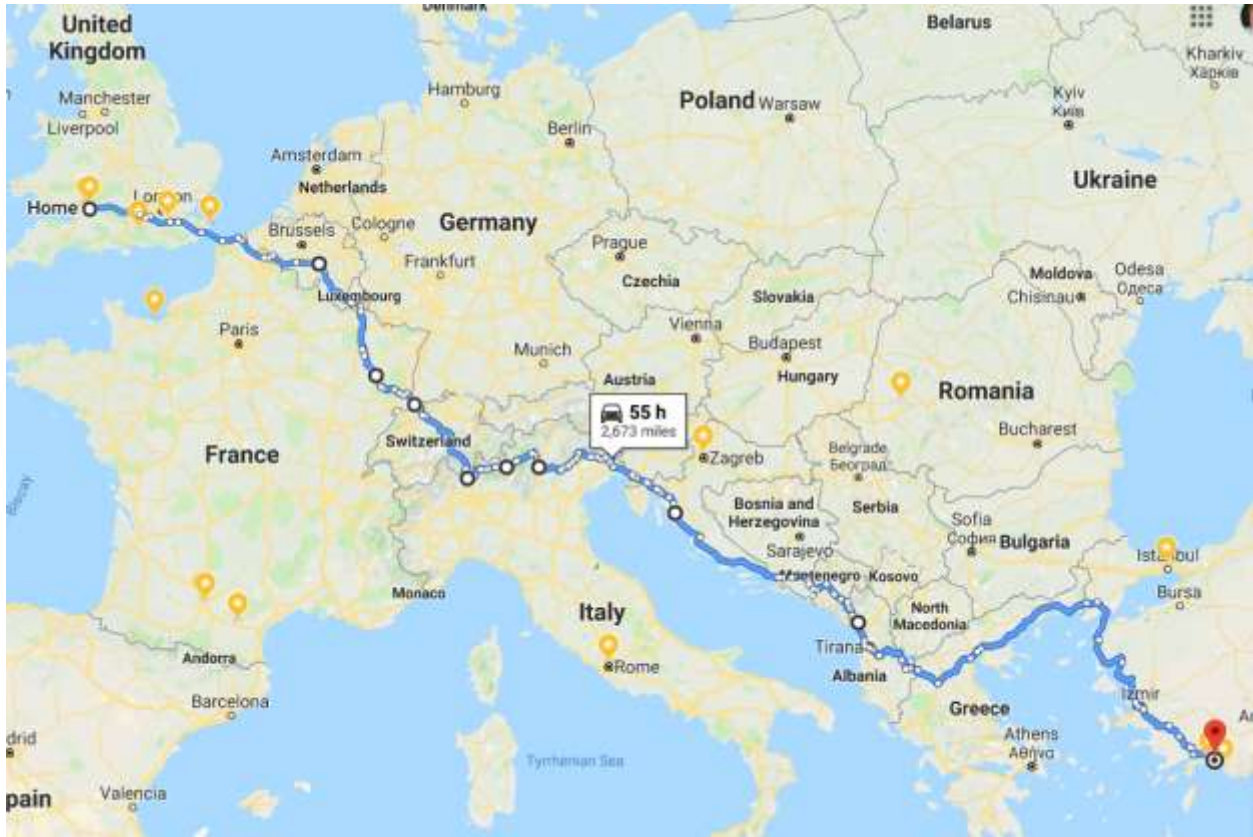 United
Kingdom
Denmark
Belarus
Kharkiv
Харків
Manchester
Liverpool
Hamburg
Poland
Warsaw
Kyiv
Київ
Berlin
Amsterdam
Netherlands
Ukraine
London
Home
Germany
Brussels
Cologne
Prague
Frankfurt
Czechia
Moldova
Odesa
Одеса
Chisinau
Luxembourg
Slovakia
Paris
Vienna
Munich
Budapest
Hungary
Austria
Romania
55 h
2,673 miles
Bucharest
Switzerland
France
Zagreb
Belgrade
Београд
Bosnia and
Herzegovina
Serbia
Sofia
София
Bulgaria
Sarajevo
Istanbul
Montenegro
Kosovo
Bursa
Monaco
Italy
North
Macedonia
Tirana
Andorra
Rome
Albania
Izmir
Barcelona
Greece
Athens
Αθήνα
drid
Tyrrhenian Sea
pain
Valencia